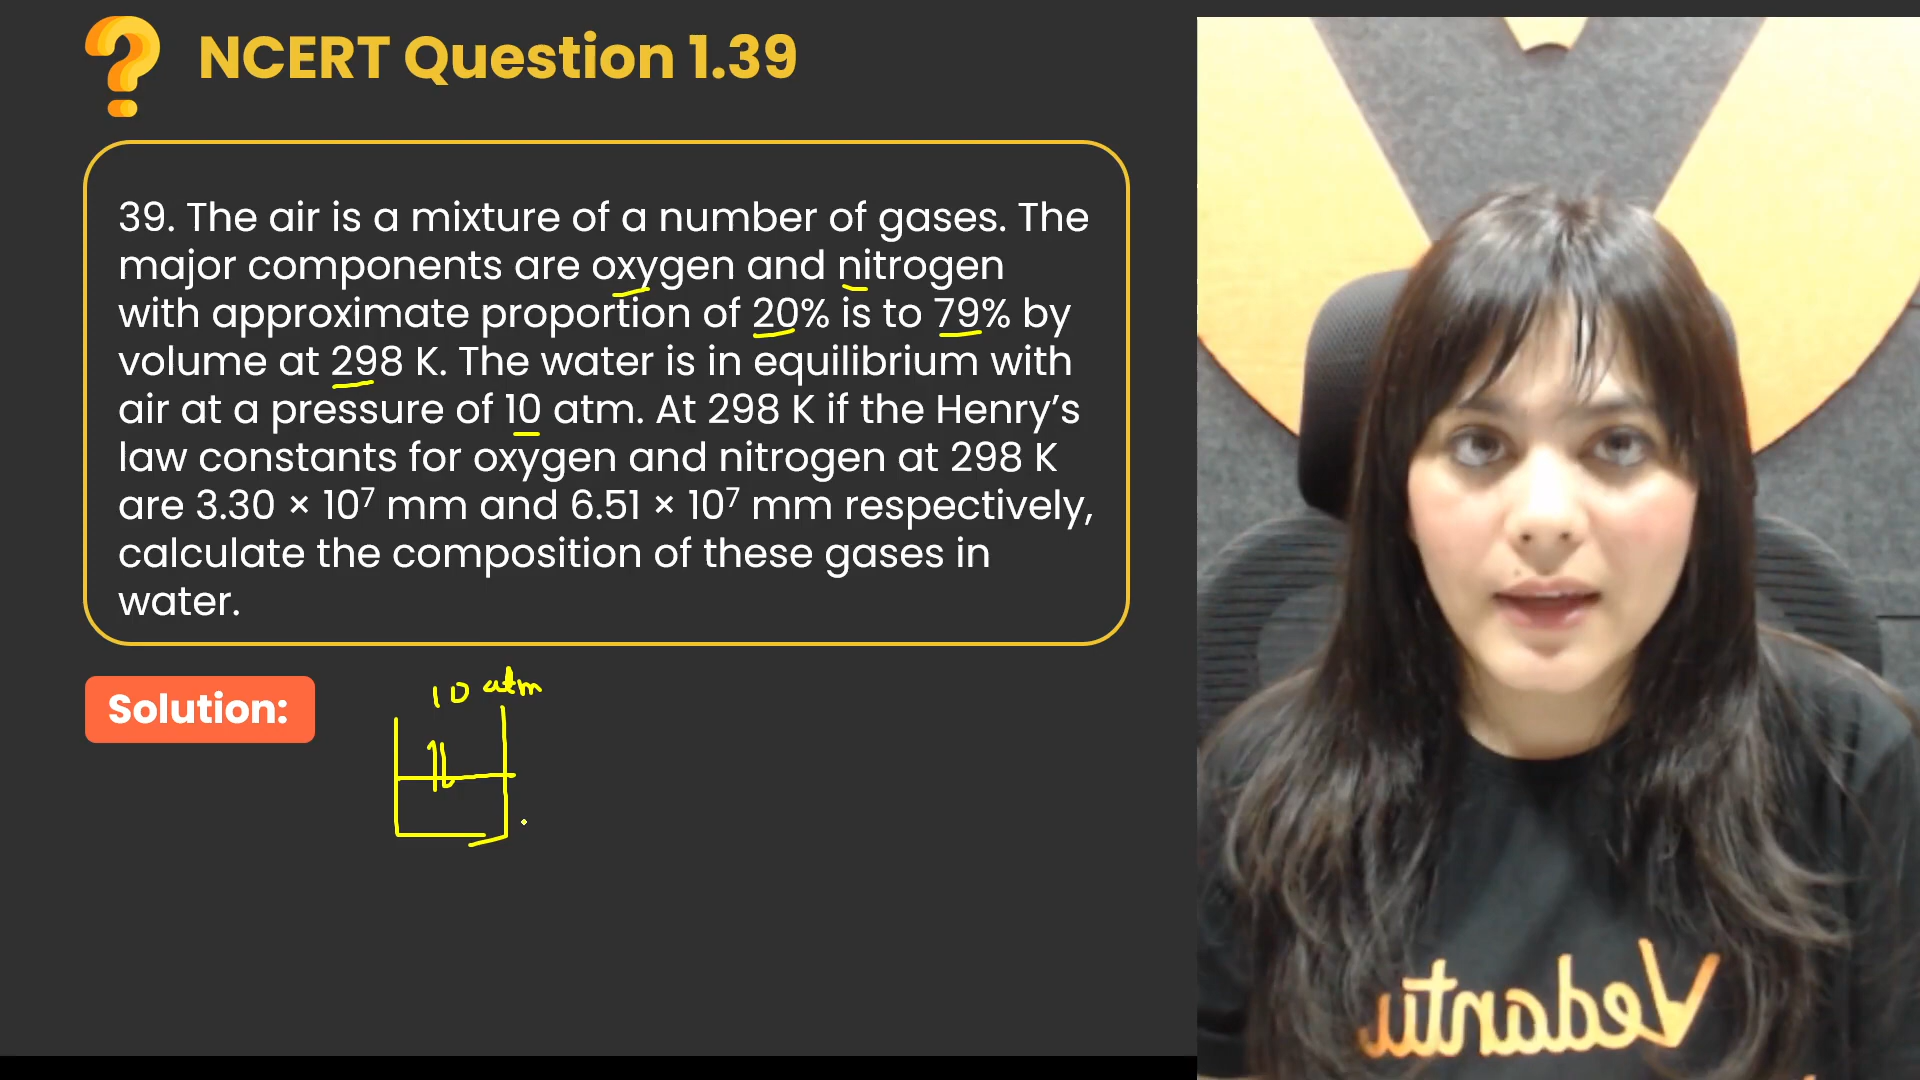 NCERT Question 1.39
39. The air is a mixture of a number of gases. The
major components are oxygen and nitrogen
with approximate proportion of 20% is to 79% by
volume at 298 K. The water is in equilibrium with
air at a pressure of 10 atm. At 298 K if the Henry’s
law constants for oxygen and nitrogen at 298 K
are 3.30 × 10⁷ mm and 6.51 × 10⁷ mm respectively,
calculate the composition of these gases in
water.
Solution:
10 atm
Vedantu